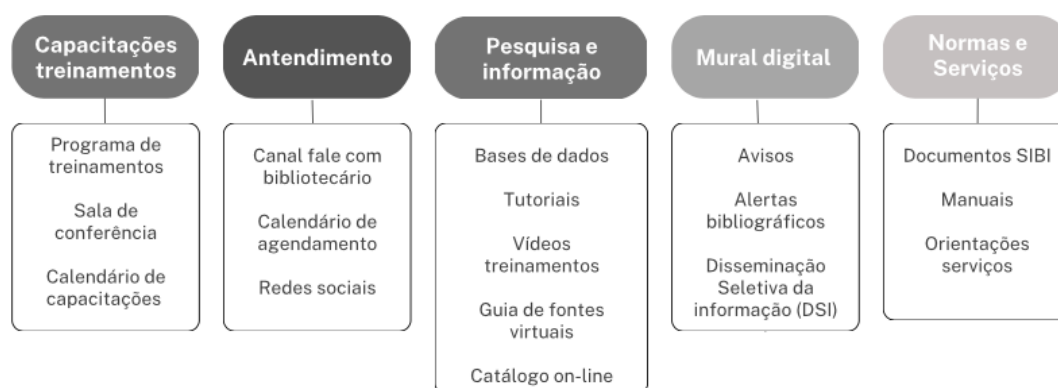 Capacitações
treinamentos
Programa de
treinamentos
Sala de
conferência
Calendário de
capacitações
Antendimento
Canal fale com
bibliotecário
Calendário de
agendamento
Redes sociais
Pesquisa e
informação
Bases de dados
Tutoriais
Vídeos
treinamentos
Guia de fontes
virtuais
Catálogo on-line
Mural digital
Avisos
Alertas
bibliográficos
Disseminação
Seletiva da
informação (DSI)
Normas e
Serviços
Documentos SIBI
Manuais
Orientações
serviços